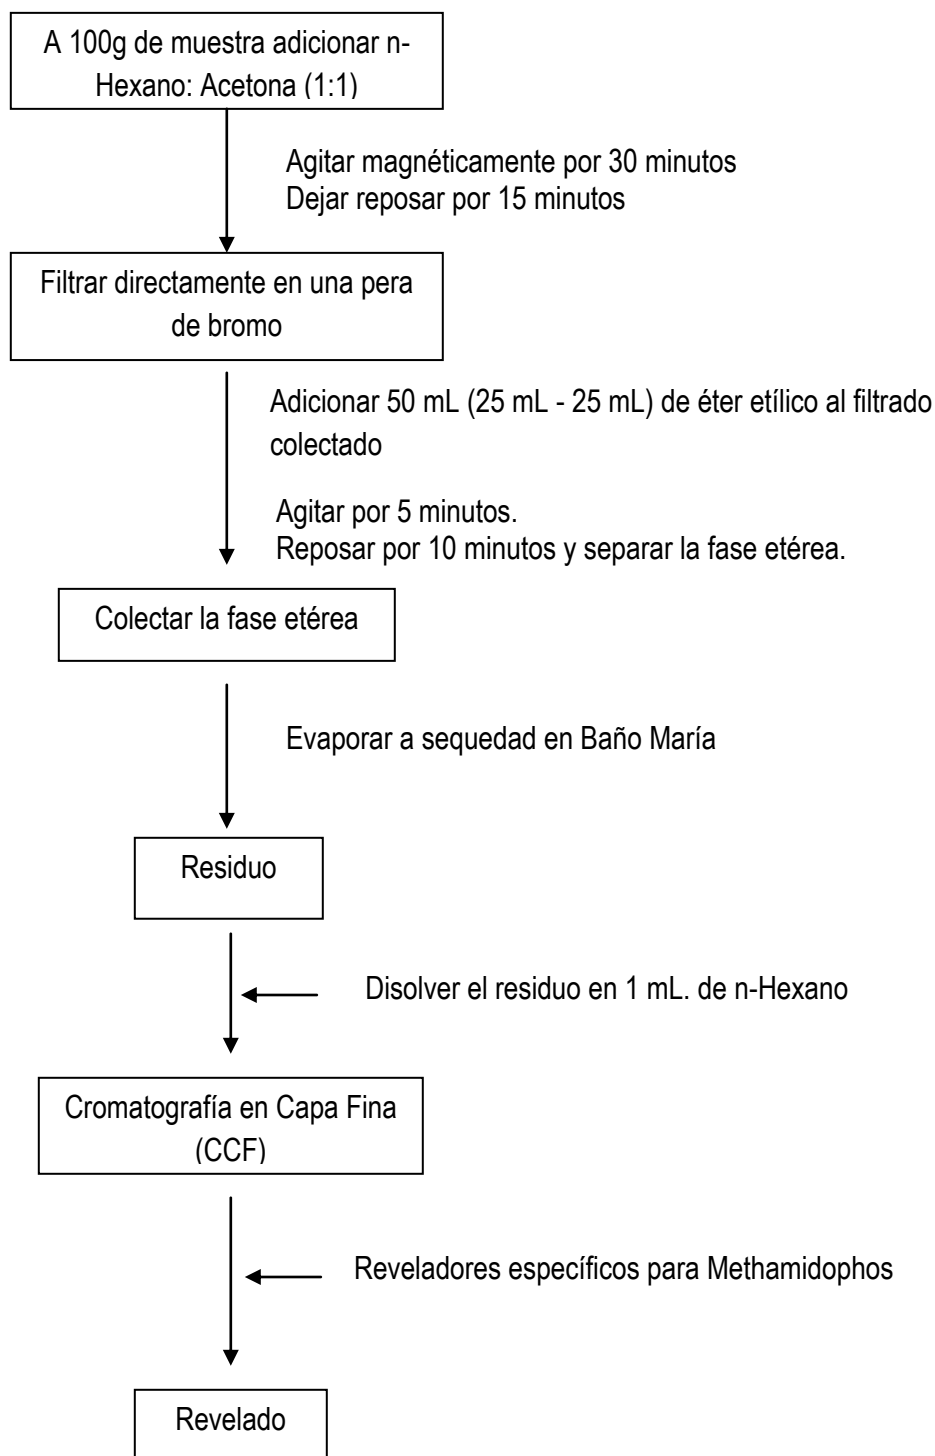 A 100g de muestra adicionar n-
Hexano: Acetona (1:1)
Agitar magnéticamente por 30 minutos
Dejar reposar por 15 minutos
Filtrar directamente en una pera
de bromo
Adicionar 50 mL (25 mL - 25 mL) de éter etílico al filtrado
colectado
Agitar por 5 minutos.
Reposar por 10 minutos y separar la fase etérea.
Colectar la fase etérea
Evaporar a sequedad en Baño María
Residuo
Disolver el residuo en 1 mL. de n-Hexano
Cromatografía en Capa Fina
(CCF)
Reveladores específicos para Methamidophos
Revelado